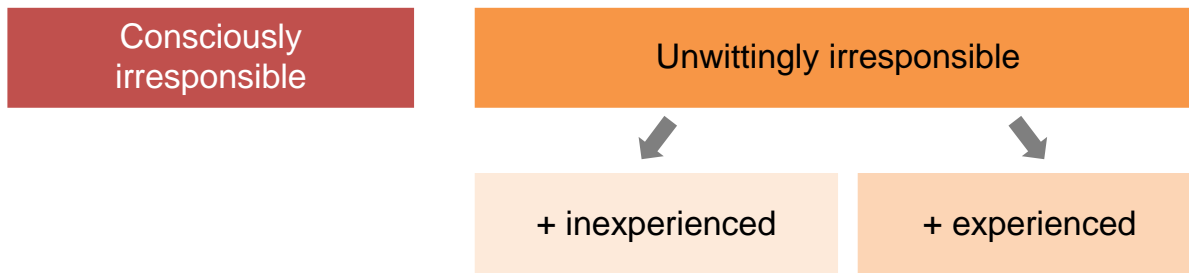 Consciously
irresponsible
Unwittingly irresponsible
+ inexperienced
+ experienced